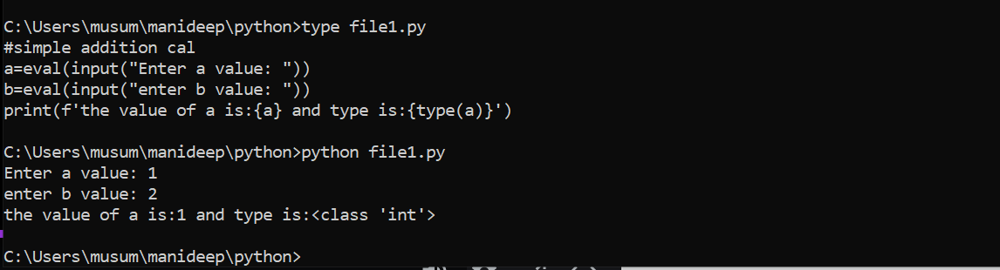 C:\Users\musum\manideep\python>type file1.py
#simple addition cal
a=eval(input("Enter a value: "))
b=eval(input("enter b value: "))
print(f'the value of a is:{a} and type is:{type(a)}')
C:\Users\musum\manideep\python>python file1.py
Enter a value: 1
enter b value: 2
the value of a is:1 and type is:<class 'int'>
C:\Users\musum\manideep\python>